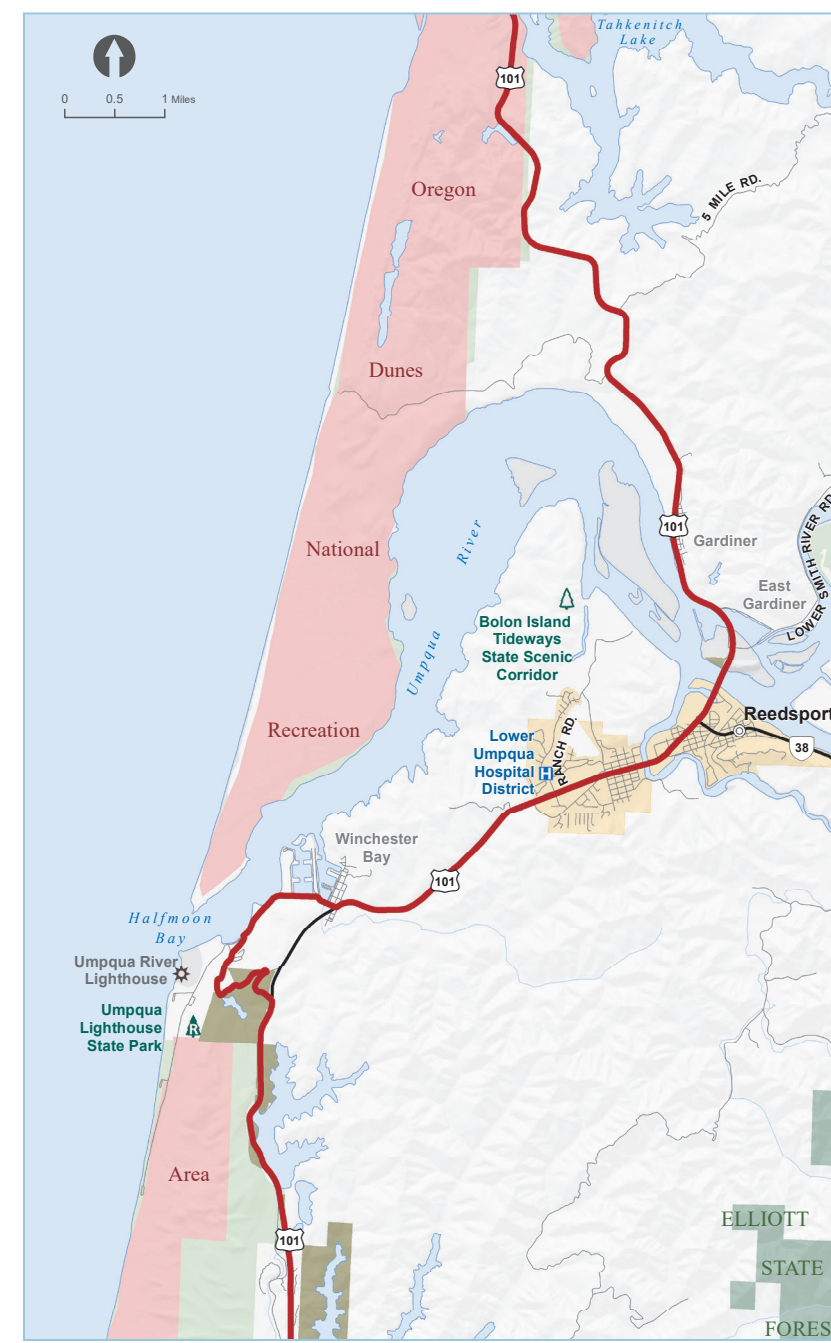 Tahkenitch
Lake
0 0.5 1 Miles
101
Oregon
5 MILE RD.
Dunes
River
National
101
Gardiner
LOWER SMITH RIVER RD
East
Gardiner
Bolon Island
Tideways
State Scenic
Corridor
Umpqua
Recreation
Reedsport
38
Lower
Umpqua
Hospital
District
H
RANCH RD.
Winchester
Bay
101
Halfmoon
Bay
Umpqua River
Lighthouse
Umpqua
Lighthouse
State Park
R
Area
101
ELLIOTT
STATE
FORES